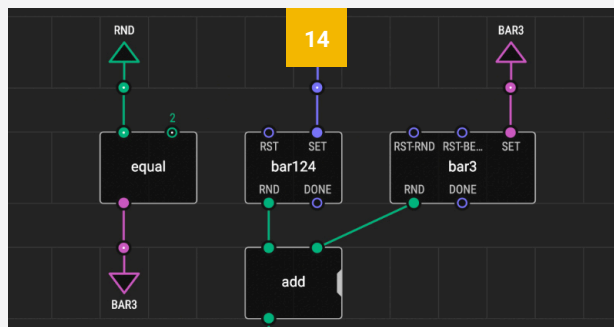 RND
14
BAR3
2
equal
RST
SET
bar124
RND
DONE
RST-RND
RST-BE...
SET
bar3
RND
DONE
add
BAR3